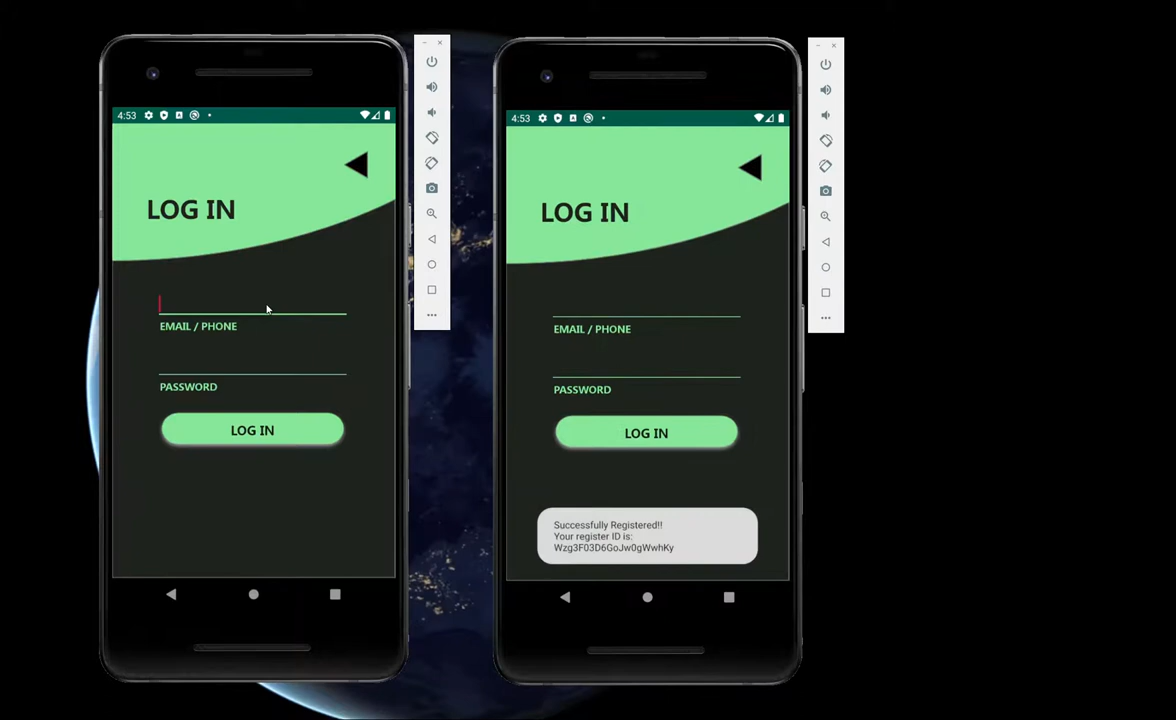 4:53
LOG IN
EMAIL / PHONE
PASSWORD
LOG IN
4:53
LOG IN
EMAIL / PHONE
PASSWORD
LOG IN
Successfully Registered!!
Your register ID is:
Wzg3F03D6GoJw0gWwhKy